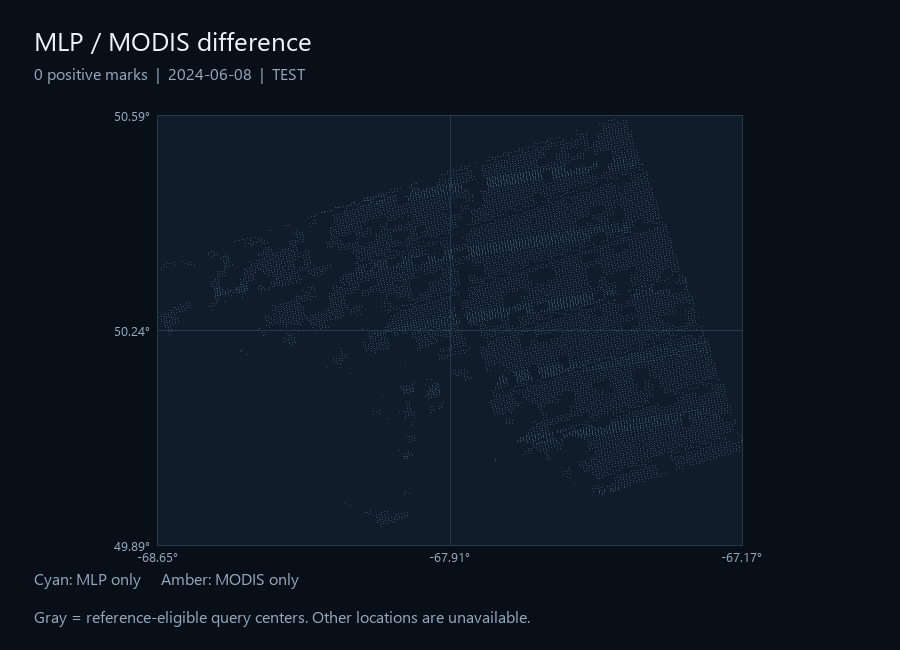 MLP / MODIS difference
0 positive marks  |  2024-06-08  |  TEST
50.59°
50.24°
49.89°
-68.65°
-67.91°
-67.17°
Cyan: MLP only     Amber: MODIS only
Gray = reference-eligible query centers. Other locations are unavailable.